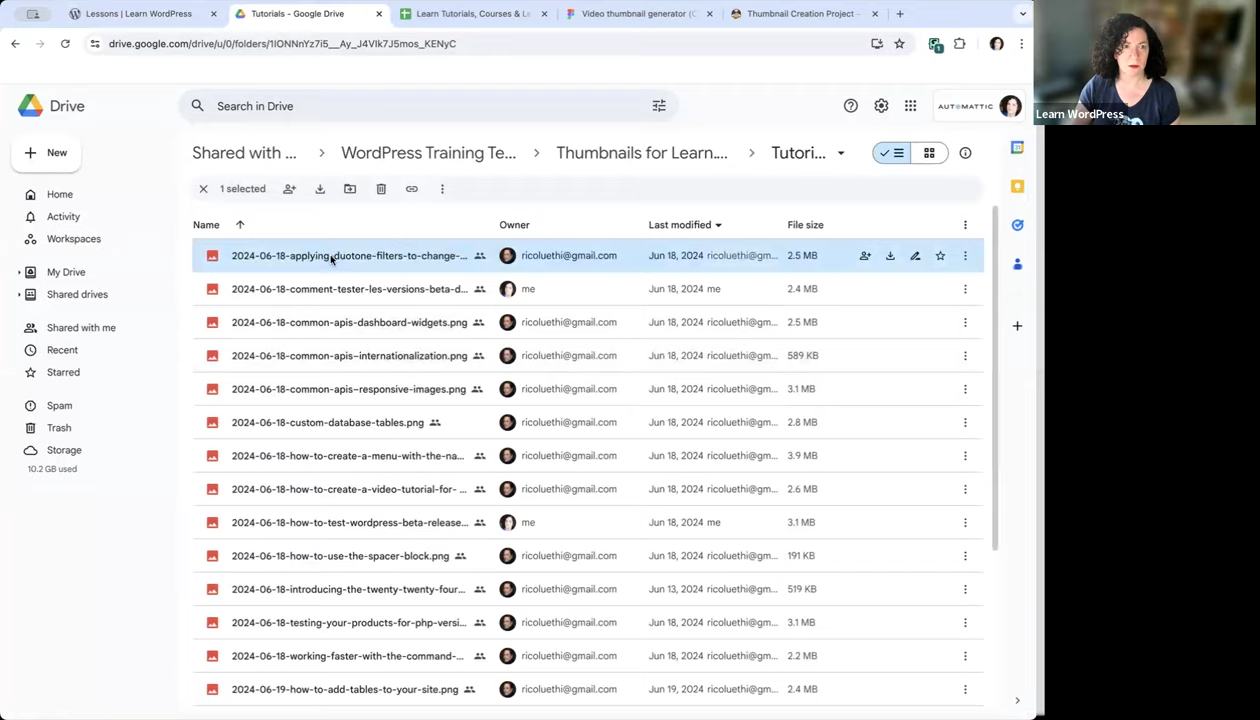 Lessons | Learn WordPress
Tutorials - Google Drive
Learn Tutorials, Courses & Le
Video thumbnail generator (C
Thumbnail Creation Project –
drive.google.com/drive/u/0/folders/1lONNnYz7i5__Ay_J4Vlk7J5mos_KENyC
1
Learn WordPress
Drive
Search in Drive
AUTOMATTIC
New
Shared with ... › WordPress Training Te... › Thumbnails for Learn.... › Tutori...
1 selected
Home
Activity
Workspaces
My Drive
Shared drives
Shared with me
Recent
Starred
Spam
Trash
Storage
10.2 GB used
Name Owner Last modified File size
2024-06-18-applying-duotone-filters-to-change-... ricoluethi@gmail.com Jun 18, 2024 ricoluethi@gm... 2.5 MB
2024-06-18-comment-tester-les-versions-beta-d... me Jun 18, 2024 me 2.4 MB
2024-06-18-common-apis-dashboard-widgets.png ricoluethi@gmail.com Jun 18, 2024 ricoluethi@gm... 2.5 MB
2024-06-18-common-apis–internationalization.png ricoluethi@gmail.com Jun 18, 2024 ricoluethi@gm... 589 KB
2024-06-18-common-apis–responsive-images.png ricoluethi@gmail.com Jun 18, 2024 ricoluethi@gm... 3.1 MB
2024-06-18-custom-database-tables.png ricoluethi@gmail.com Jun 18, 2024 ricoluethi@gm... 2.8 MB
2024-06-18-how-to-create-a-menu-with-the-na... ricoluethi@gmail.com Jun 18, 2024 ricoluethi@gm... 3.9 MB
2024-06-18-how-to-create-a-video-tutorial-for- ... ricoluethi@gmail.com Jun 18, 2024 ricoluethi@gm... 2.6 MB
2024-06-18-how-to-test-wordpress-beta-release... me Jun 18, 2024 me 3.1 MB
2024-06-18-how-to-use-the-spacer-block.png ricoluethi@gmail.com Jun 18, 2024 ricoluethi@gm... 191 KB
2024-06-18-introducing-the-twenty-twenty-four... ricoluethi@gmail.com Jun 13, 2024 ricoluethi@gm... 519 KB
2024-06-18-testing-your-products-for-php-versi... ricoluethi@gmail.com Jun 18, 2024 ricoluethi@gm... 3.1 MB
2024-06-18-working-faster-with-the-command-... ricoluethi@gmail.com Jun 18, 2024 ricoluethi@gm... 2.2 MB
2024-06-19-how-to-add-tables-to-your-site.png ricoluethi@gmail.com Jun 19, 2024 ricoluethi@gm... 2.4 MB